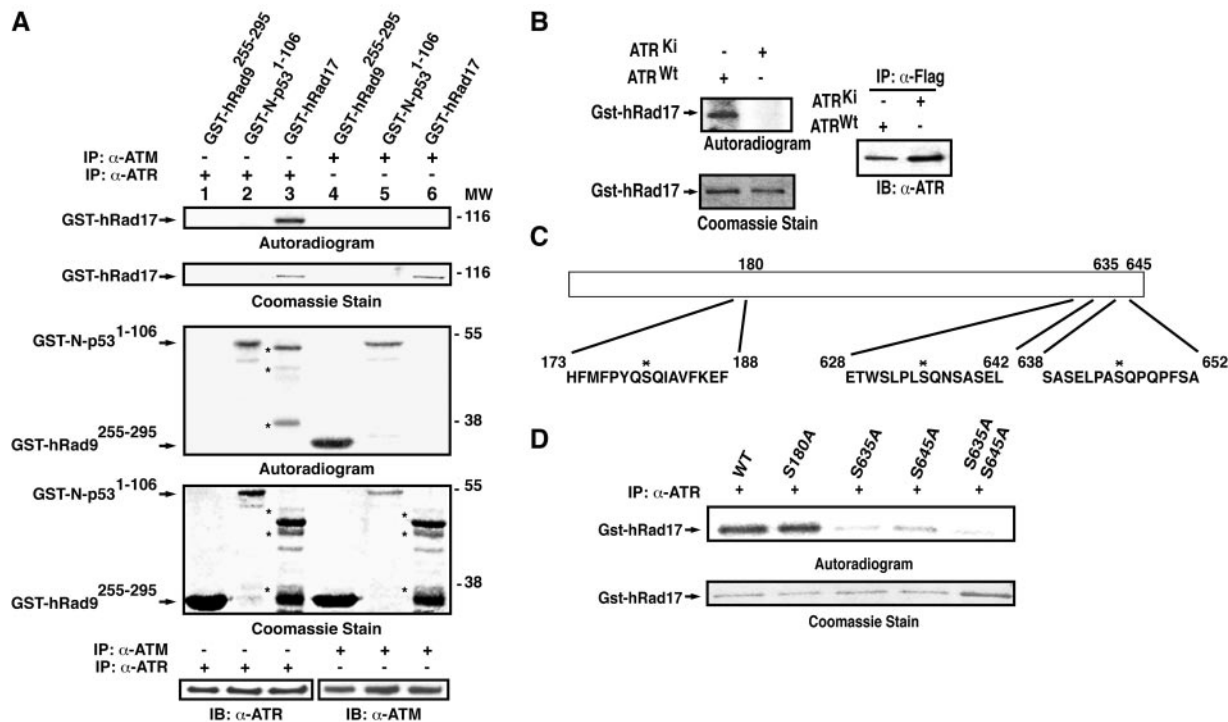 A
GST-hRad9 255-295
GST-N-p53 1-106
GST-hRad17
GST-hRad9 255-295
GST-N-p53 1-106
GST-hRad17
IP: α-ATM - - - + + +
IP: α-ATR + + + - - -
1 2 3 4 5 6 MW
GST-hRad17 - 116
Autoradiogram
GST-hRad17 - 116
Coomassie Stain
GST-N-p53 1-106 - 55
*
*
- 38
*
GST-hRad9 255-295
Autoradiogram
GST-N-p53 1-106 - 55
* *
* *
- 38
* *
GST-hRad9 255-295
Coomassie Stain
IP: α-ATM - - - + + +
IP: α-ATR + + + - - -
IB: α-ATR IB: α-ATM
B
ATR Ki - +
ATR Wt + -
Gst-hRad17
Autoradiogram
Gst-hRad17
Coomassie Stain
IP: α-Flag
ATR Ki - +
ATR Wt + -
IB: α-ATR
C
180 635 645
173 * 188
HFMFPYQSQIAVFKEF
628 * 642
ETWSLPLSQNSASEL
638 * 652
SASELPASQPQPFSA
D
WT S180A S635A S645A S635A S645A
IP: α-ATR + + + + +
Gst-hRad17
Autoradiogram
Gst-hRad17
Coomassie Stain